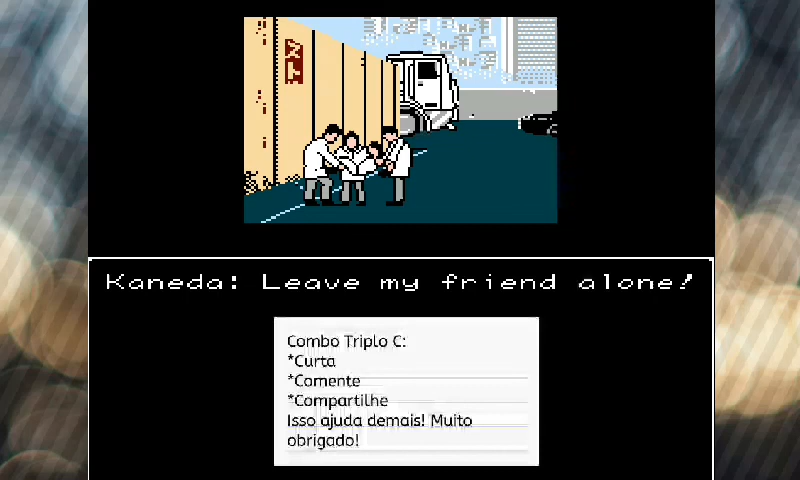 Kaneda: Leave my friend alone!
Combo Triplo C:
*Curta
*Comente
*Compartilhe
Isso ajuda demais! Muito
obrigado!